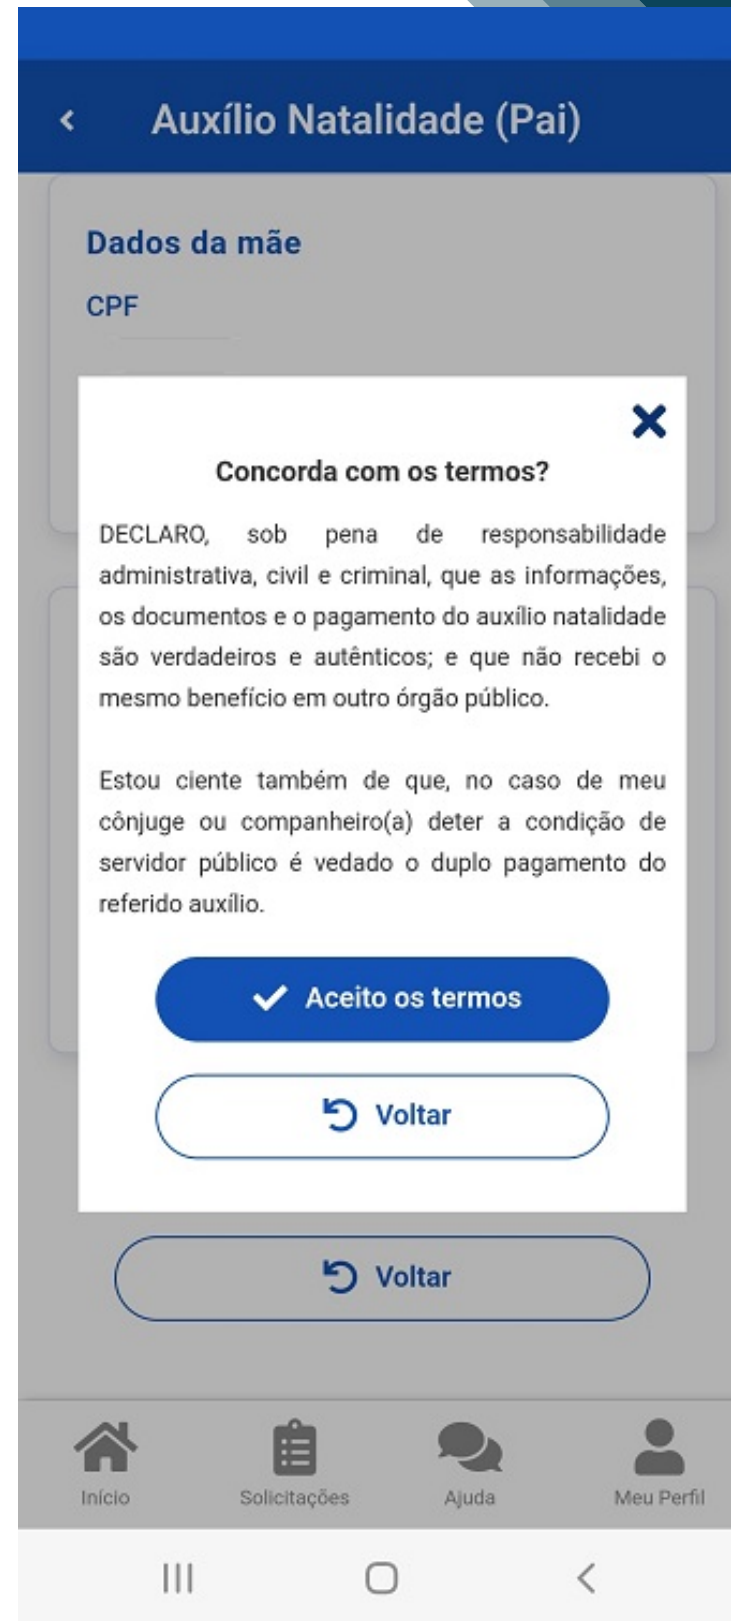 Auxílio Natalidade (Pai)
Dados da mãe
CPF
Concorda com os termos?
DECLARO, sob pena de responsabilidade
administrativa, civil e criminal, que as informações,
os documentos e o pagamento do auxílio natalidade
são verdadeiros e autênticos; e que não recebi o
mesmo benefício em outro órgão público.
Estou ciente também de que, no caso de meu
cônjuge ou companheiro(a) deter a condição de
servidor público é vedado o duplo pagamento do
referido auxílio.
Aceito os termos
Voltar
Voltar
Início
Solicitações
Ajuda
Meu Perfil